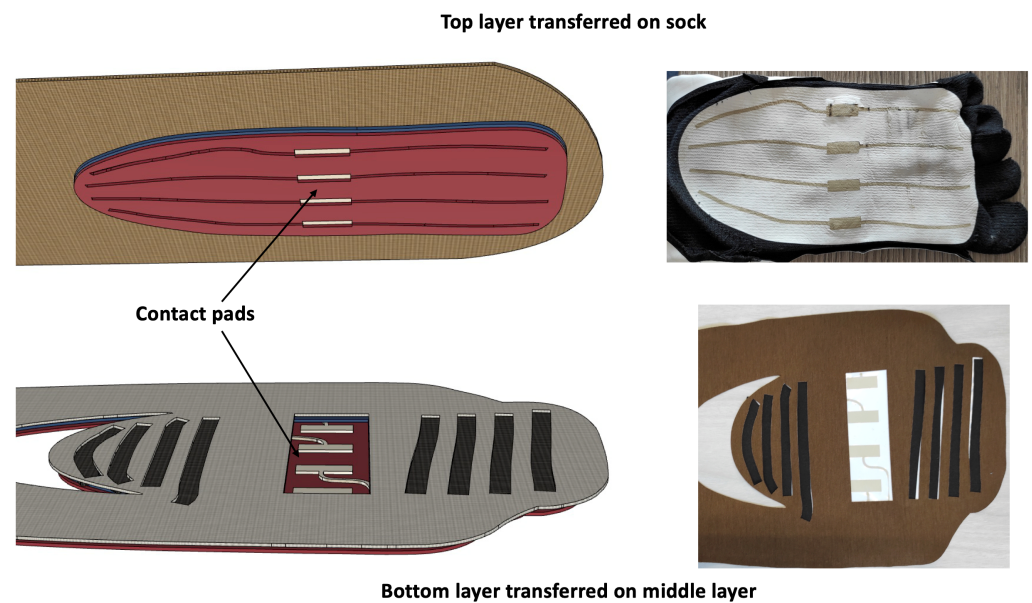 Top layer transferred on sock
Contact pads
Bottom layer transferred on middle layer